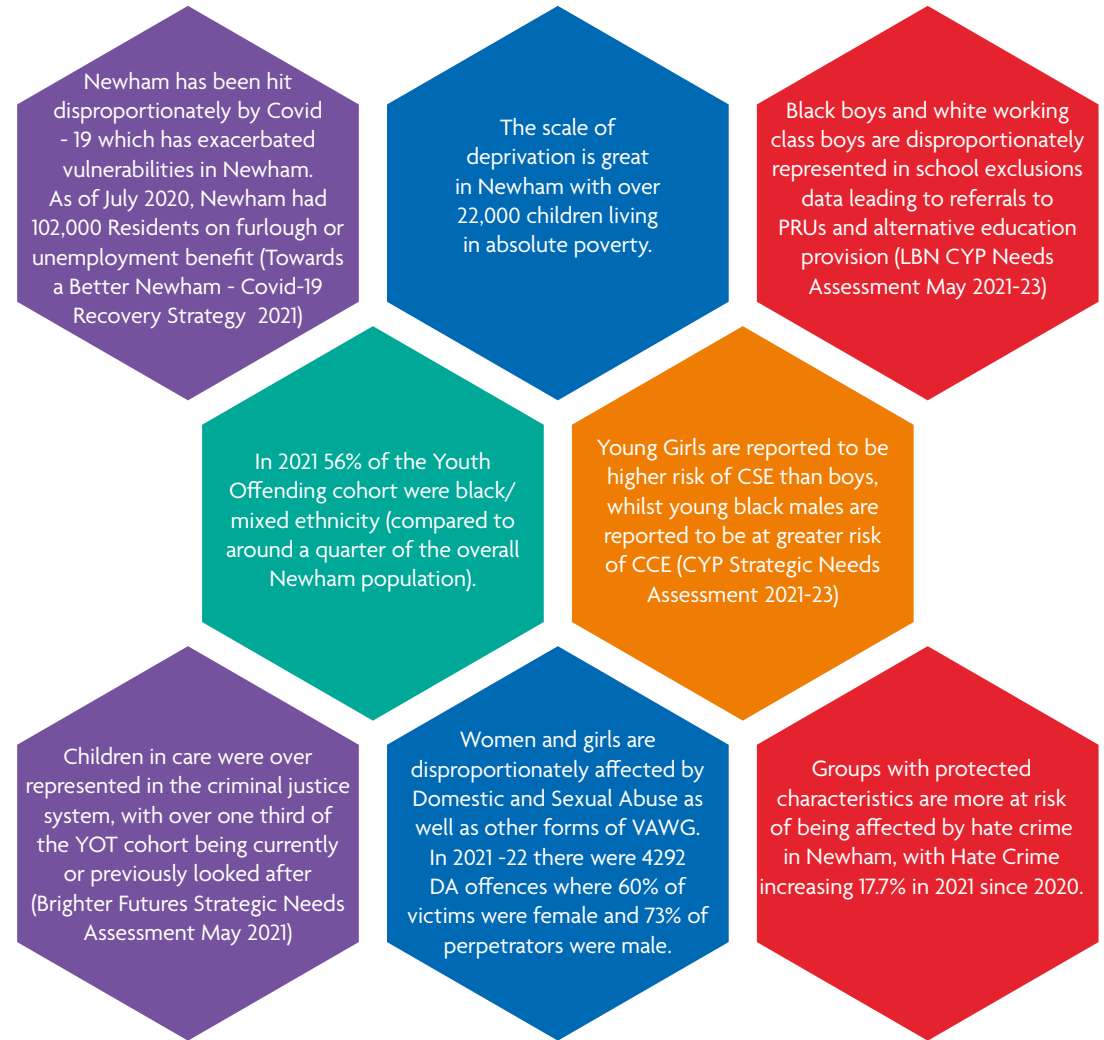 Newham has been hit
disproportionately by Covid
- 19 which has exacerbated
vulnerabilities in Newham.
As of July 2020, Newham had
102,000 Residents on furlough or
unemployment benefit (Towards
a Better Newham - Covid-19
Recovery Strategy 2021)
The scale of
deprivation is great
in Newham with over
22,000 children living
in absolute poverty.
Black boys and white working
class boys are disproportionately
represented in school exclusions
data leading to referrals to
PRUs and alternative education
provision (LBN CYP Needs
Assessment May 2021-23)
In 2021 56% of the Youth
Offending cohort were black/
mixed ethnicity (compared to
around a quarter of the overall
Newham population).
Young Girls are reported to be
higher risk of CSE than boys,
whilst young black males are
reported to be at greater risk
of CCE (CYP Strategic Needs
Assessment 2021-23)
Children in care were over
represented in the criminal justice
system, with over one third of
the YOT cohort being currently
or previously looked after
(Brighter Futures Strategic Needs
Assessment May 2021)
Women and girls are
disproportionately affected by
Domestic and Sexual Abuse as
well as other forms of VAWG.
In 2021 -22 there were 4292
DA offences where 60% of
victims were female and 73% of
perpetrators were male.
Groups with protected
characteristics are more at risk
of being affected by hate crime
in Newham, with Hate Crime
increasing 17.7% in 2021 since 2020.